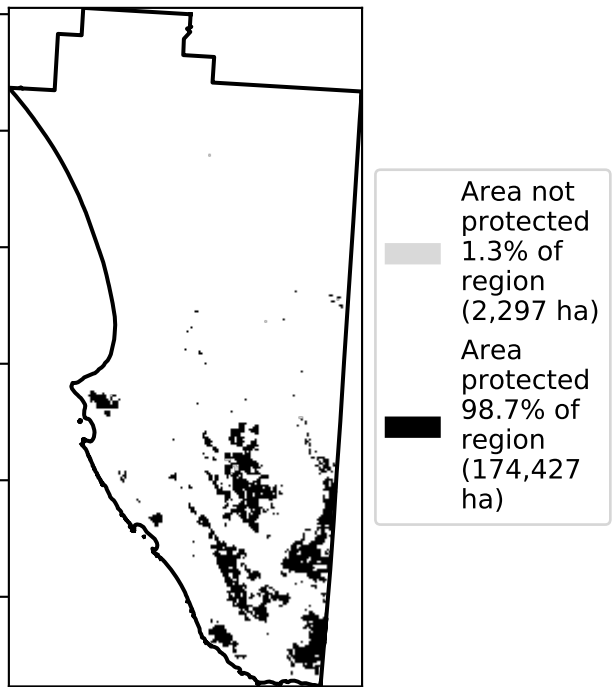 Area not
protected
1.3% of
region
(2,297 ha)
Area
protected
98.7% of
region
(174,427
ha)